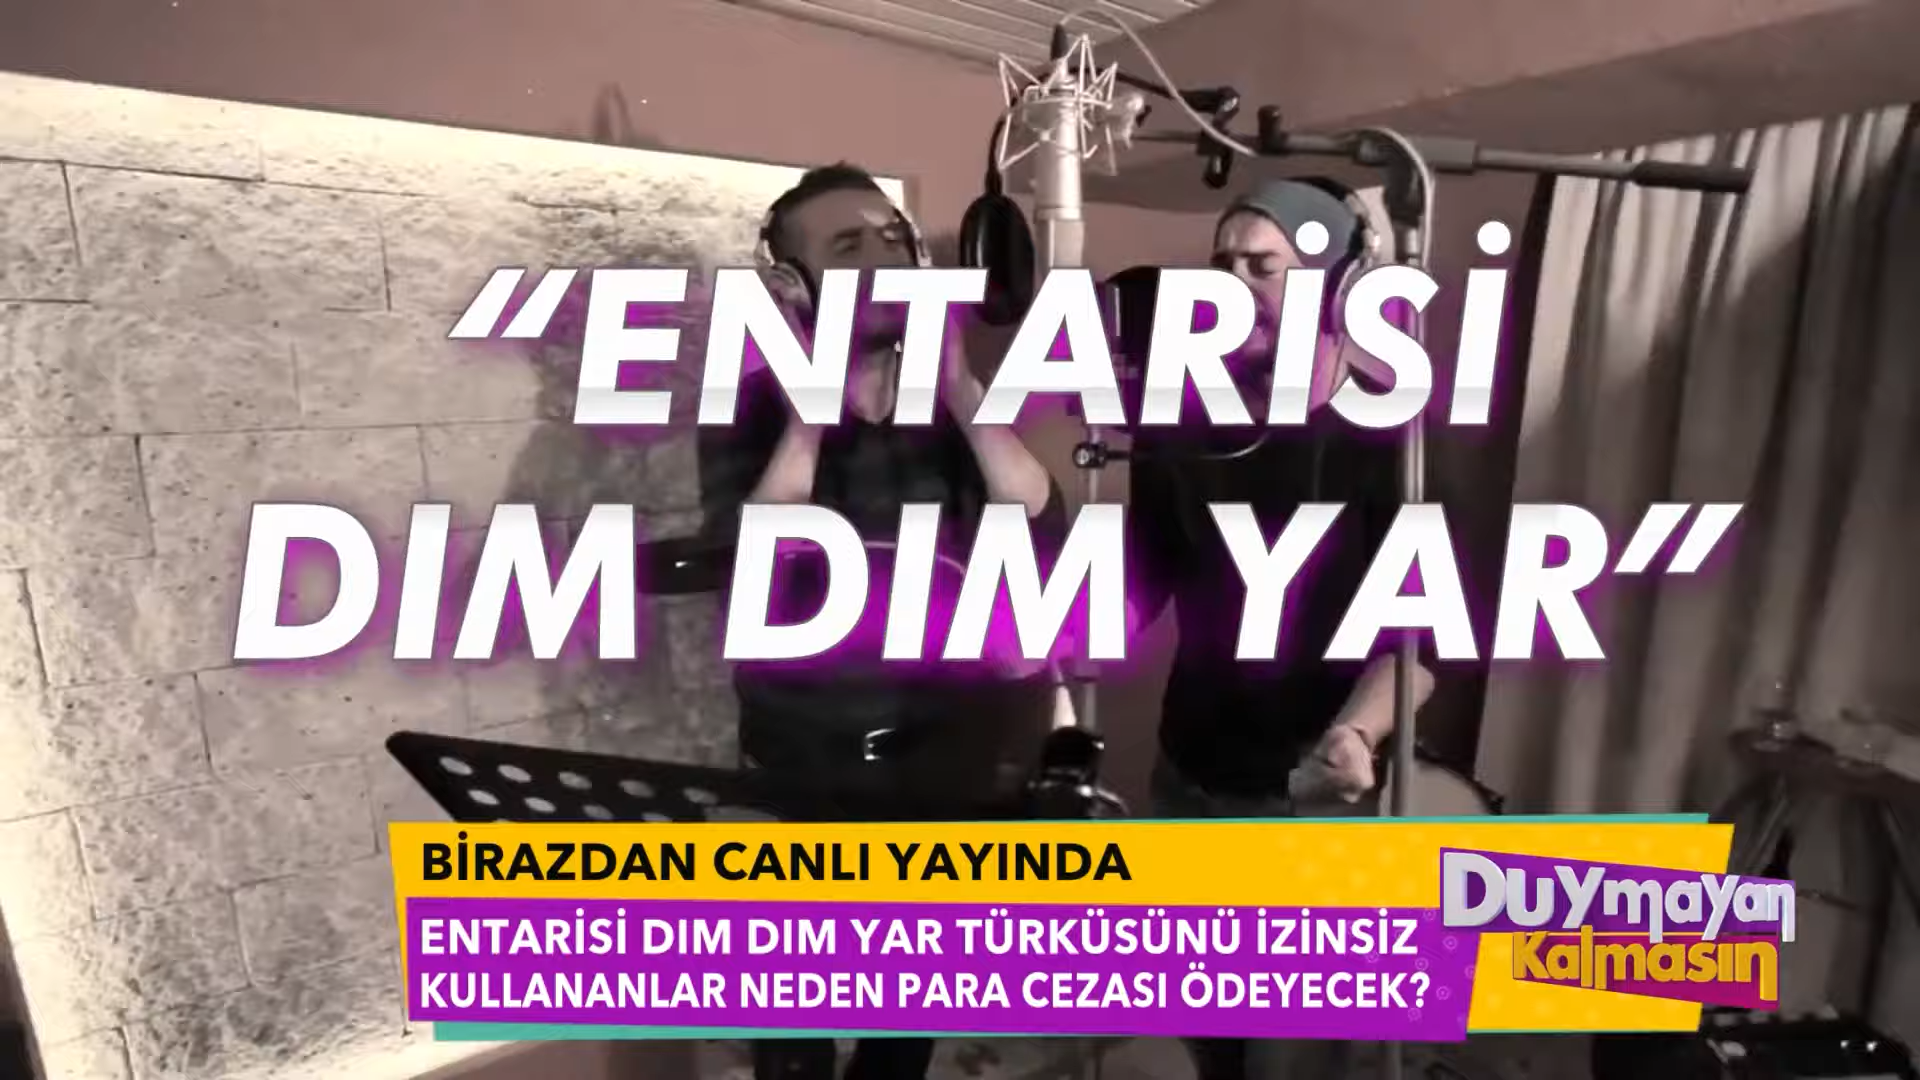 “ENTARİSİ
DIM DIM YAR”
BİRAZDAN CANLI YAYINDA
ENTARİSİ DIM DIM YAR TÜRKÜSÜNÜ İZİNSİZ
KULLANANLAR NEDEN PARA CEZASI ÖDEYECEK?
Duymayan
Kalmasın